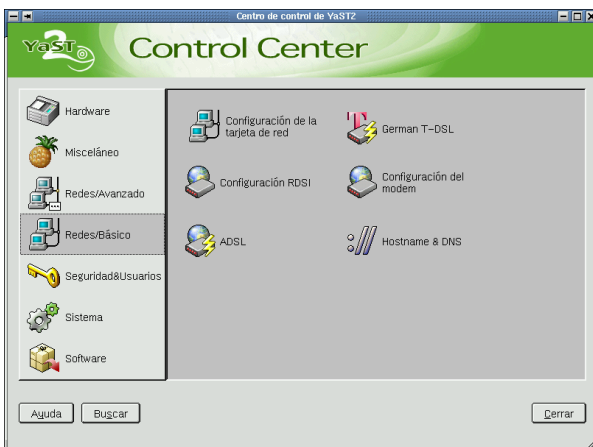 Centro de control de YaST2
YaST2
Control Center
Hardware
Misceláneo
Redes/Avanzado
Redes/Básico
Seguridad&Usuarios
Sistema
Software
Configuración de la
tarjeta de red
German T-DSL
Configuración RDSI
Configuración del
modem
ADSL
Hostname & DNS
Ayuda
Buscar
Cerrar